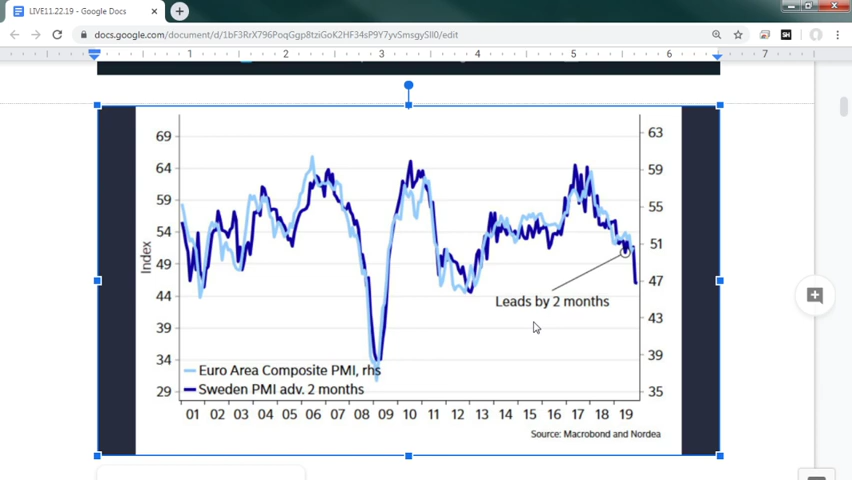 LIVE11.22.19 - Google Docs
docs.google.com/document/d/1bF3RrX796PoqGgp8tziGoK2HF34sP9Y7yvSmsgySlI0/edit
1 1 2 3 4 5 6 7
69
64
59
54
49
44
39
34
29
Index
63
59
55
51
47
43
39
35
Leads by 2 months
Euro Area Composite PMI, rhs
Sweden PMI adv. 2 months
01 02 03 04 05 06 07 08 09 10 11 12 13 14 15 16 17 18 19
Source: Macrobond and Nordea